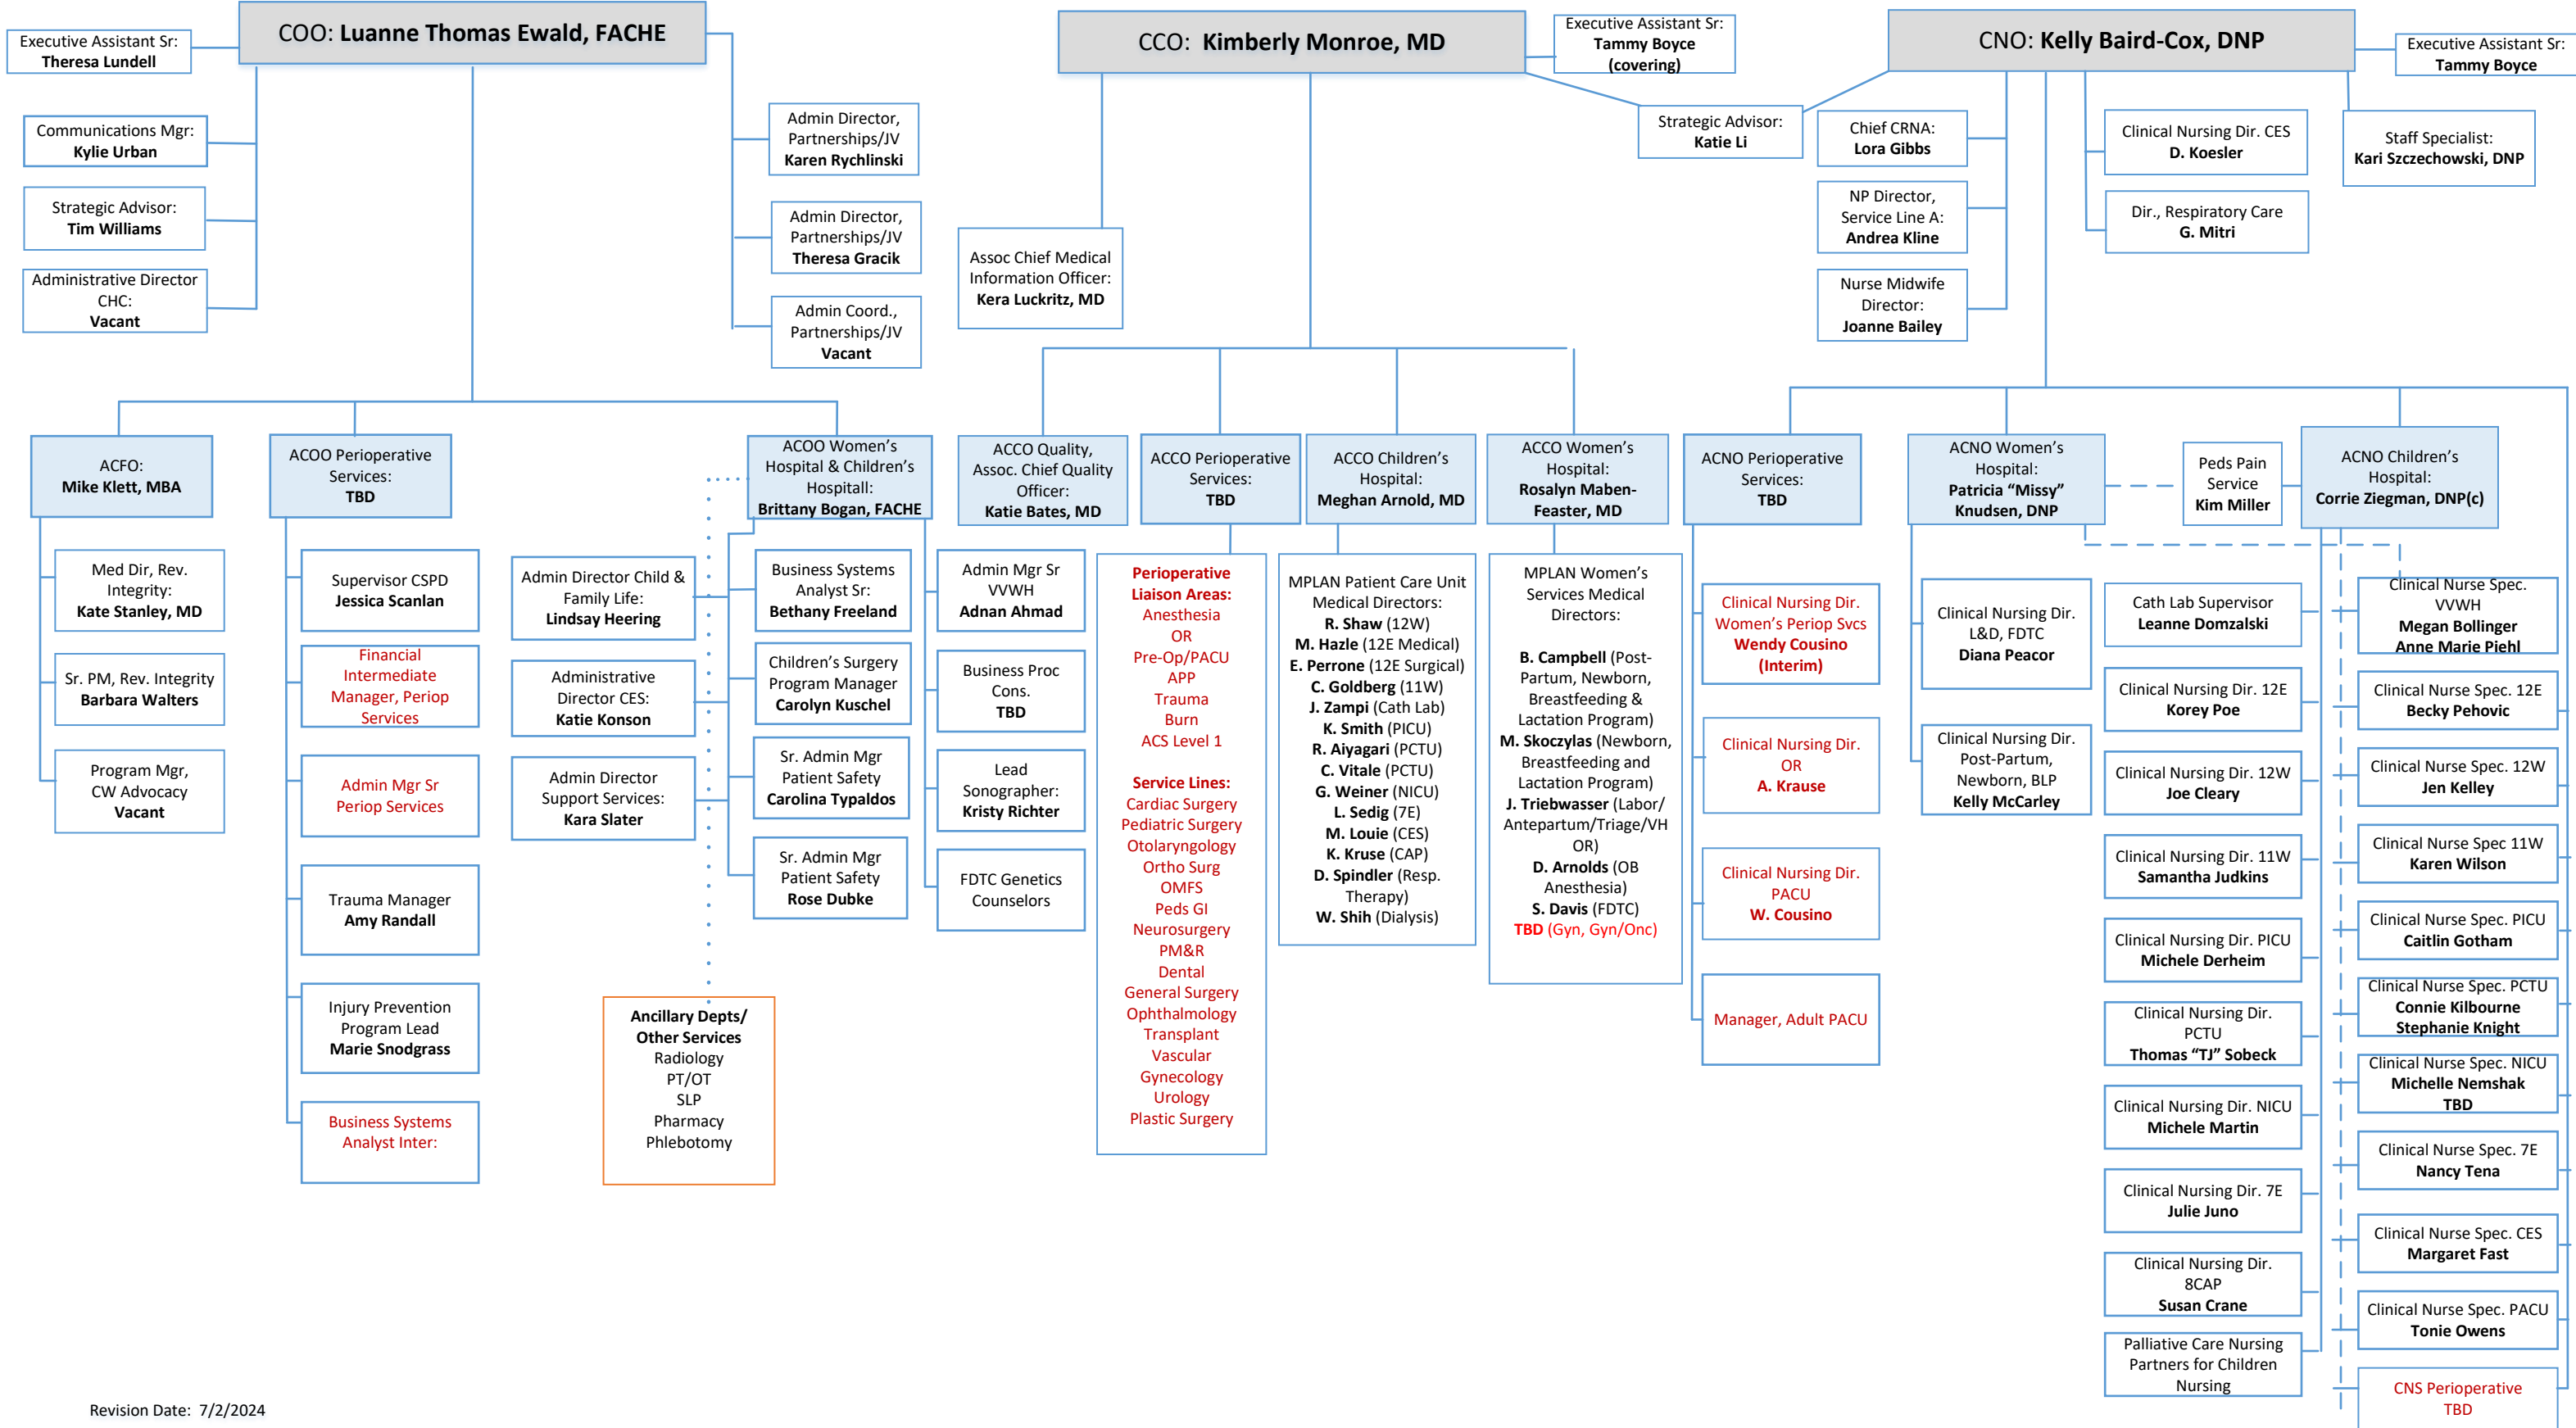 COO: Luanne Thomas Ewald, FACHE
Executive Assistant Sr:
Theresa Lundell
Communications Mgr:
Kylie Urban
Strategic Advisor:
Tim Williams
Administrative Director
CHC:
Vacant
Admin Director,
Partnerships/JV
Karen Rychlinski
Admin Director,
Partnerships/JV
Theresa Gracik
Admin Coord.,
Partnerships/JV
Vacant
CCO: Kimberly Monroe, MD
Executive Assistant Sr:
Tammy Boyce
(covering)
Strategic Advisor:
Katie Li
Assoc Chief Medical
Information Officer:
Kera Luckritz, MD
CNO: Kelly Baird-Cox, DNP
Executive Assistant Sr:
Tammy Boyce
Chief CRNA:
Lora Gibbs
NP Director,
Service Line A:
Andrea Kline
Nurse Midwife
Director:
Joanne Bailey
Clinical Nursing Dir. CES
D. Koesler
Dir., Respiratory Care
G. Mitri
Staff Specialist:
Kari Szczechowski, DNP
ACFO:
Mike Klett, MBA
Med Dir, Rev.
Integrity:
Kate Stanley, MD
Sr. PM, Rev. Integrity
Barbara Walters
Program Mgr,
CW Advocacy
Vacant
ACOO Perioperative
Services:
TBD
Supervisor CSPD
Jessica Scanlan
Financial
Intermediate
Manager, Periop
Services
Admin Mgr Sr
Periop Services
Trauma Manager
Amy Randall
Injury Prevention
Program Lead
Marie Snodgrass
Business Systems
Analyst Inter:
ACOO Women's
Hospital & Children's
Hospitall:
Brittany Bogan, FACHE
Admin Director Child &
Family Life:
Lindsay Heering
Administrative
Director CES:
Katie Konson
Admin Director
Support Services:
Kara Slater
Business Systems
Analyst Sr:
Bethany Freeland
Children's Surgery
Program Manager
Carolyn Kuschel
Sr. Admin Mgr
Patient Safety
Carolina Typaldos
Sr. Admin Mgr
Patient Safety
Rose Dubke
Admin Mgr Sr
VVWH
Adnan Ahmad
Business Proc
Cons.
TBD
Lead
Sonographer:
Kristy Richter
FDTC Genetics
Counselors
Ancillary Depts/
Other Services
Radiology
PT/OT
SLP
Pharmacy
Phlebotomy
ACCO Quality,
Assoc. Chief Quality
Officer:
Katie Bates, MD
ACCO Perioperative
Services:
TBD
Perioperative
Liaison Areas:
Anesthesia
OR
Pre-Op/PACU
APP
Trauma
Burn
ACS Level 1
Service Lines:
Cardiac Surgery
Pediatric Surgery
Otolaryngology
Ortho Surg
OMFS
Peds GI
Neurosurgery
PM&R
Dental
General Surgery
Ophthalmology
Transplant
Vascular
Gynecology
Urology
Plastic Surgery
ACCO Children's
Hospital:
Meghan Arnold, MD
MPLAN Patient Care Unit
Medical Directors:
R. Shaw (12W)
M. Hazle (12E Medical)
E. Perrone (12E Surgical)
C. Goldberg (11W)
J. Zampi (Cath Lab)
K. Smith (PICU)
R. Aiyagari (PCTU)
C. Vitale (PCTU)
G. Weiner (NICU)
L. Sedig (7E)
M. Louie (CES)
K. Kruse (CAP)
D. Spindler (Resp.
Therapy)
W. Shih (Dialysis)
ACCO Women's
Hospital:
Rosalyn Maben-
Feaster, MD
MPLAN Women's
Services Medical
Directors:
B. Campbell (Post-
Partum, Newborn,
Breastfeeding &
Lactation Program)
M. Skoczylas (Newborn,
Breastfeeding and
Lactation Program)
J. Triebwasser (Labor/
Antepartum/Triage/VH
OR)
D. Arnolds (OB
Anesthesia)
S. Davis (FDTC)
TBD (Gyn, Gyn/Onc)
ACNO Perioperative
Services:
TBD
Clinical Nursing Dir.
Women's Periop Svcs
Wendy Cousino
(Interim)
Clinical Nursing Dir.
OR
A. Krause
Clinical Nursing Dir.
PACU
W. Cousino
Manager, Adult PACU
ACNO Women's
Hospital:
Patricia “Missy”
Knudsen, DNP
Clinical Nursing Dir.
L&D, FDTC
Diana Peacor
Clinical Nursing Dir.
Post-Partum,
Newborn, BLP
Kelly McCarley
Peds Pain
Service
Kim Miller
ACNO Children's
Hospital:
Corrie Ziegman, DNP(c)
Cath Lab Supervisor
Leanne Domzalski
Clinical Nursing Dir. 12E
Korey Poe
Clinical Nursing Dir. 12W
Joe Cleary
Clinical Nursing Dir. 11W
Samantha Judkins
Clinical Nursing Dir. PICU
Michele Derheim
Clinical Nursing Dir.
PCTU
Thomas “TJ” Sobeck
Clinical Nursing Dir. NICU
Michele Martin
Clinical Nursing Dir. 7E
Julie Juno
Clinical Nursing Dir.
8CAP
Susan Crane
Palliative Care Nursing
Partners for Children
Nursing
Clinical Nurse Spec.
VVWH
Megan Bollinger
Anne Marie Piehl
Clinical Nurse Spec. 12E
Becky Pehovic
Clinical Nurse Spec. 12W
Jen Kelley
Clinical Nurse Spec 11W
Karen Wilson
Clinical Nurse Spec. PICU
Caitlin Gotham
Clinical Nurse Spec. PCTU
Connie Kilbourne
Stephanie Knight
Clinical Nurse Spec. NICU
Michelle Nemshak
TBD
Clinical Nurse Spec. 7E
Nancy Tena
Clinical Nurse Spec. CES
Margaret Fast
Clinical Nurse Spec. PACU
Tonie Owens
CNS Perioperative
TBD
Revision Date: 7/2/2024